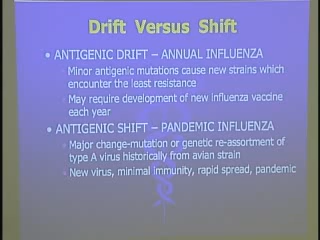 Drift Versus Shift
• ANTIGENIC DRIFT – ANNUAL INFLUENZA
• Minor antigenic mutations cause new strains which
encounter the least resistance
• May require development of new influenza vaccine
each year
• ANTIGENIC SHIFT – PANDEMIC INFLUENZA
• Major change-mutation or genetic re-assortment of
type A virus historically from avian strain
• New virus, minimal immunity, rapid spread, pandemic